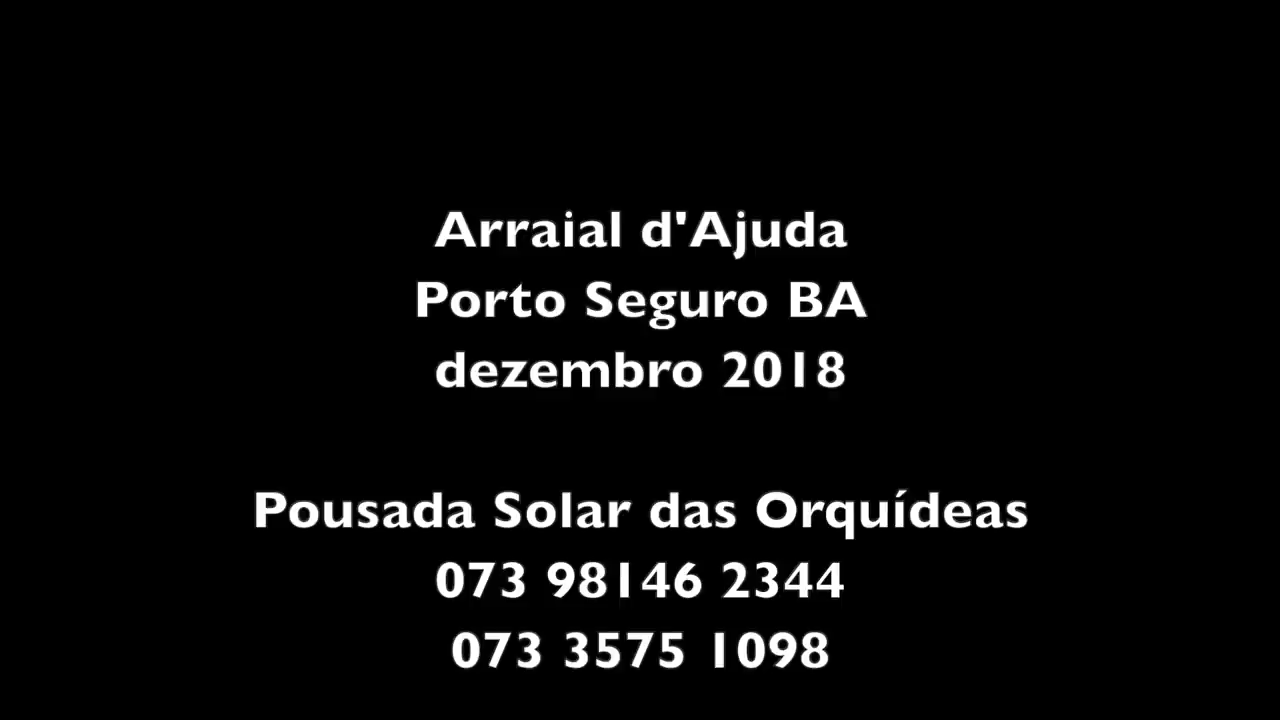 Arraial d'Ajuda
Porto Seguro BA
dezembro 2018
Pousada Solar das Orquídeas
073 98146 2344
073 3575 1098